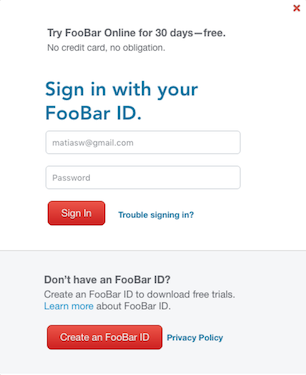 Try FooBar Online for 30 days—free.
No credit card, no obligation.
Sign in with your
FooBar ID.
matiasw@gmail.com
Password
Sign In
Trouble signing in?
Don't have an FooBar ID?
Create an FooBar ID to download free trials.
Learn more about FooBar ID.
Create an FooBar ID
Privacy Policy